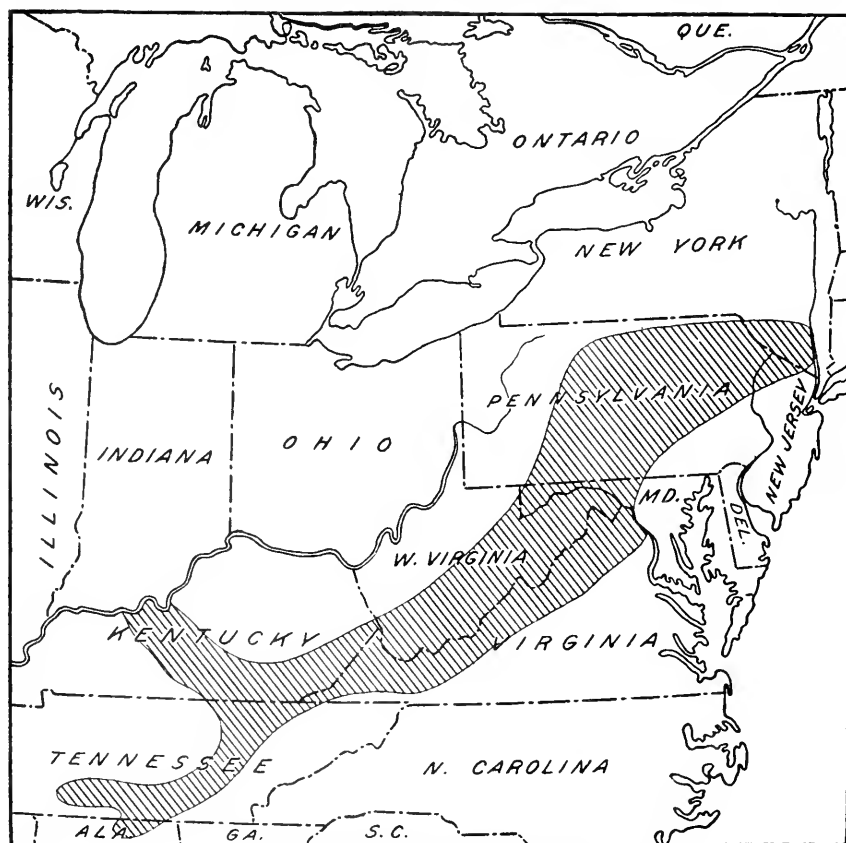 QUE.
ONTARIO
WIS.
MICHIGAN
NEW YORK
PENNSYLVANIA
NEW JERSEY
ILLINOIS
INDIANA
OHIO
MD.
DEL.
W. VIRGINIA
KENTUCKY
VIRGINIA
TENNESSEE
N. CAROLINA
ALA.
GA.
S.C.